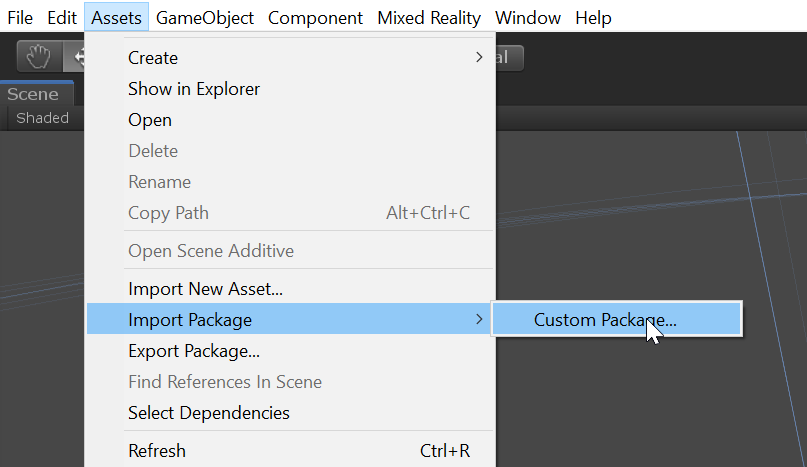 File Edit Assets GameObject Component Mixed Reality Window Help
Create
al
Show in Explorer
Scene
Open
Shaded
Delete
Rename
Copy Path Alt+Ctrl+C
Open Scene Additive
Import New Asset...
Import Package Custom Package...
Export Package...
Find References In Scene
Select Dependencies
Refresh Ctrl+R